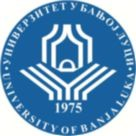 УНИВЕРЗИТЕТ У БАЊОЈ ЛУЦИ
UNIVERSITY OF BANJA LUKA
1975